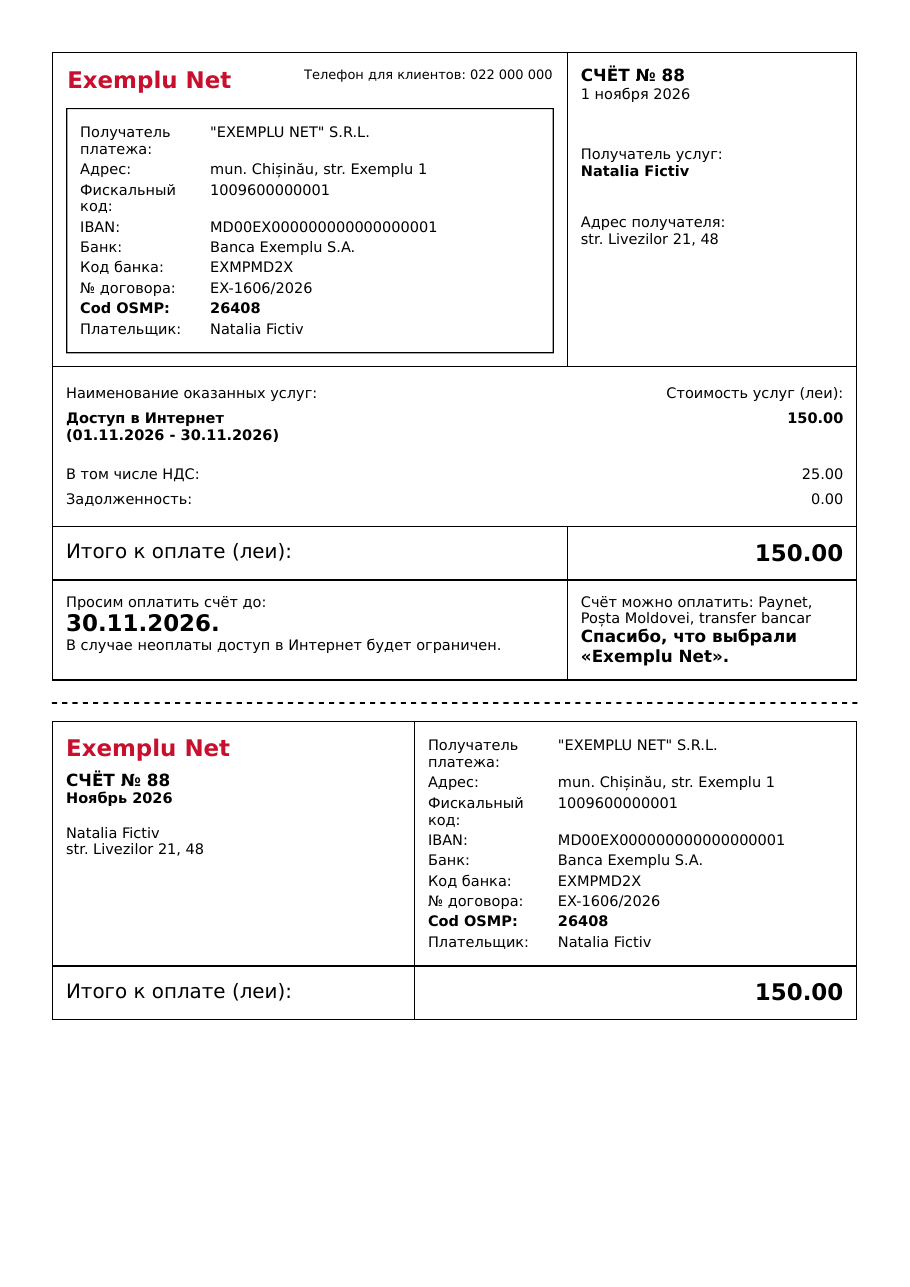 Exemplu Net
Телефон для клиентов: 022 000 000
Получатель платежа: "EXEMPLU NET" S.R.L.
Адрес: mun. Chișinău, str. Exemplu 1
Фискальный код: 1009600000001
IBAN: MD00EX000000000000000001
Банк: Banca Exemplu S.A.
Код банка: EXMPMD2X
№ договора: EX-1606/2026
Cod OSMP: 26408
Плательщик: Natalia Fictiv
СЧЁТ № 88
1 ноября 2026
Получатель услуг:
Natalia Fictiv
Адрес получателя:
str. Livezilor 21, 48
Наименование оказанных услуг: Стоимость услуг (леи):
Доступ в Интернет 150.00
(01.11.2026 - 30.11.2026)
В том числе НДС: 25.00
Задолженность: 0.00
Итого к оплате (леи): 150.00
Просим оплатить счёт до:
30.11.2026.
В случае неоплаты доступ в Интернет будет ограничен.
Счёт можно оплатить: Paynet,
Poșta Moldovei, transfer bancar
Спасибо, что выбрали
«Exemplu Net».
Exemplu Net
СЧЁТ № 88
Ноябрь 2026
Natalia Fictiv
str. Livezilor 21, 48
Получатель платежа: "EXEMPLU NET" S.R.L.
Адрес: mun. Chișinău, str. Exemplu 1
Фискальный код: 1009600000001
IBAN: MD00EX000000000000000001
Банк: Banca Exemplu S.A.
Код банка: EXMPMD2X
№ договора: EX-1606/2026
Cod OSMP: 26408
Плательщик: Natalia Fictiv
Итого к оплате (леи): 150.00